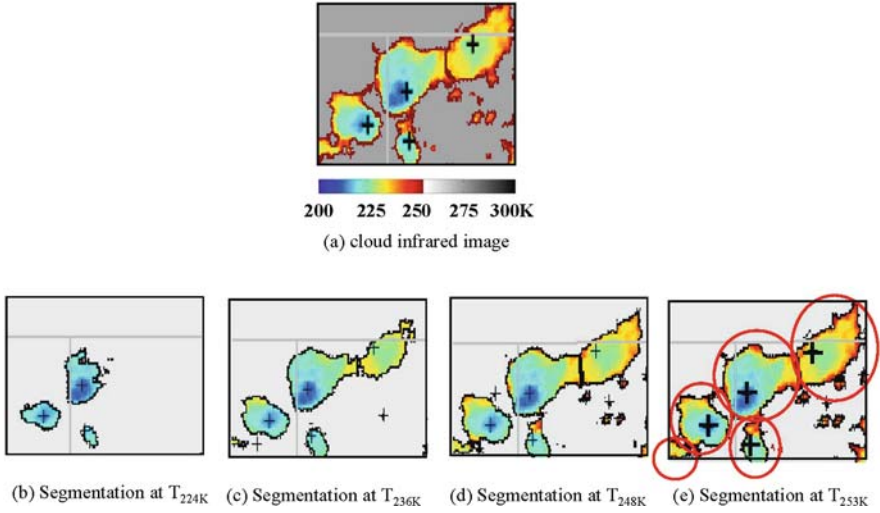 200 225 250 275 300K
(a) cloud infrared image
(b) Segmentation at T224K (c) Segmentation at T236K (d) Segmentation at T248K (e) Segmentation at T253K